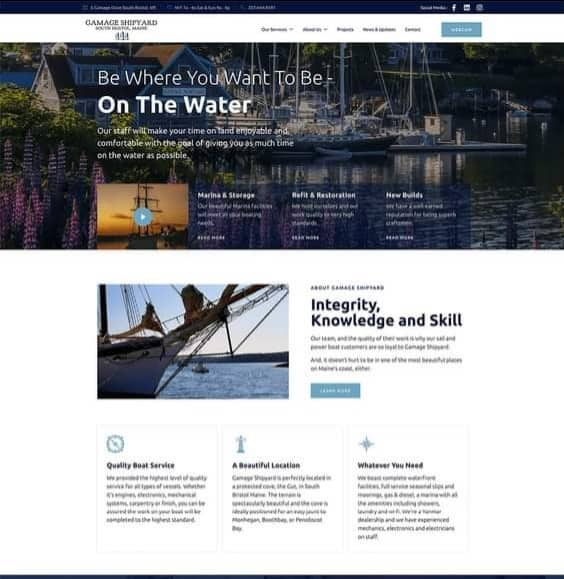 6 Gamage Drive South Bristol, ME
Social Media:
GAMAGE SHIPYARD
SOUTH BRISTOL, MAINE
Our Services
About Us
Projects
News & Updates
Contact
WEBCAM
Be Where You Want To Be -
On The Water
Our staff will make your time on land enjoyable and
comfortable with the goal of giving you as much time
on the water as possible.
Marina & Storage
Our beautiful Marina facilities
will meet all your boating
needs.
READ MORE
Refit & Restoration
We hold ourselves and our
work quality to very high
standards.
READ MORE
New Builds
We have a well-earned
reputation for being superb
craftsmen.
READ MORE
ABOUT GAMAGE SHIPYARD
Integrity,
Knowledge and Skill
Our team, and the quality of their work is why our sail and
power boat customers are so loyal to Gamage Shipyard.
And, it doesn't hurt to be in one of the most beautiful places
on Maine's coast, either.
LEARN MORE
Quality Boat Service
We provided the highest level of quality
service for all types of vessels. Whether
it's engines, electronics, mechanical
systems, carpentry or finish, you can be
assured the work on your boat will be
completed to the highest standard.
A Beautiful Location
Gamage Shipyard is perfectly located in
a protected cove, the Gut, in South
Bristol Maine. The terrain is
spectacularly beautiful and the cove is
ideally positioned for an easy jaunt to
Monhegan, Boothbay, or Penobscot
Bay.
Whatever You Need
We boast complete waterfront
facilities, full service seasonal slips and
moorings, gas & diesel, a marina with all
the amenities including showers,
laundry and wi-fi. We're a Yanmar
dealership and we have experienced
mechanics, electronics and electricians
on staff.